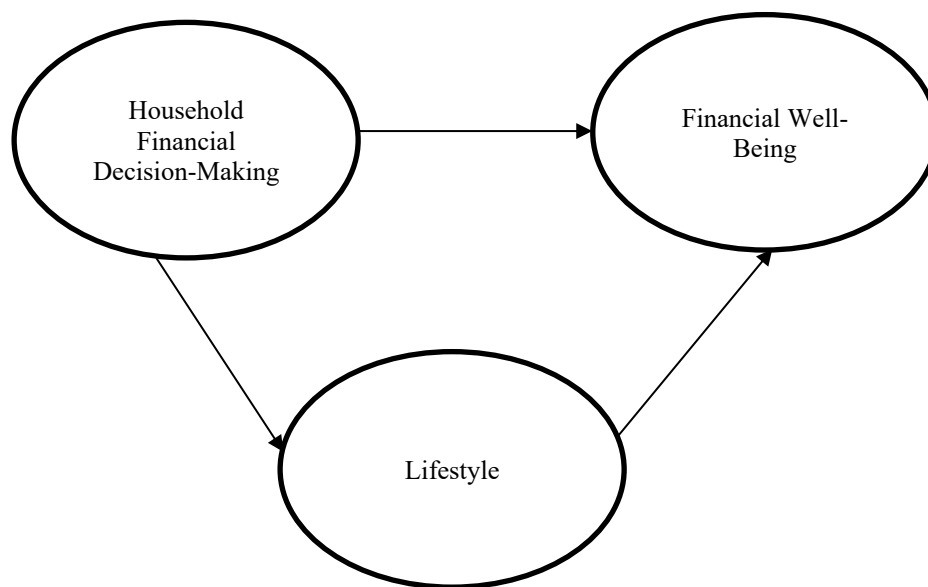 Household
Financial
Decision-Making
Financial Well-
Being
Lifestyle